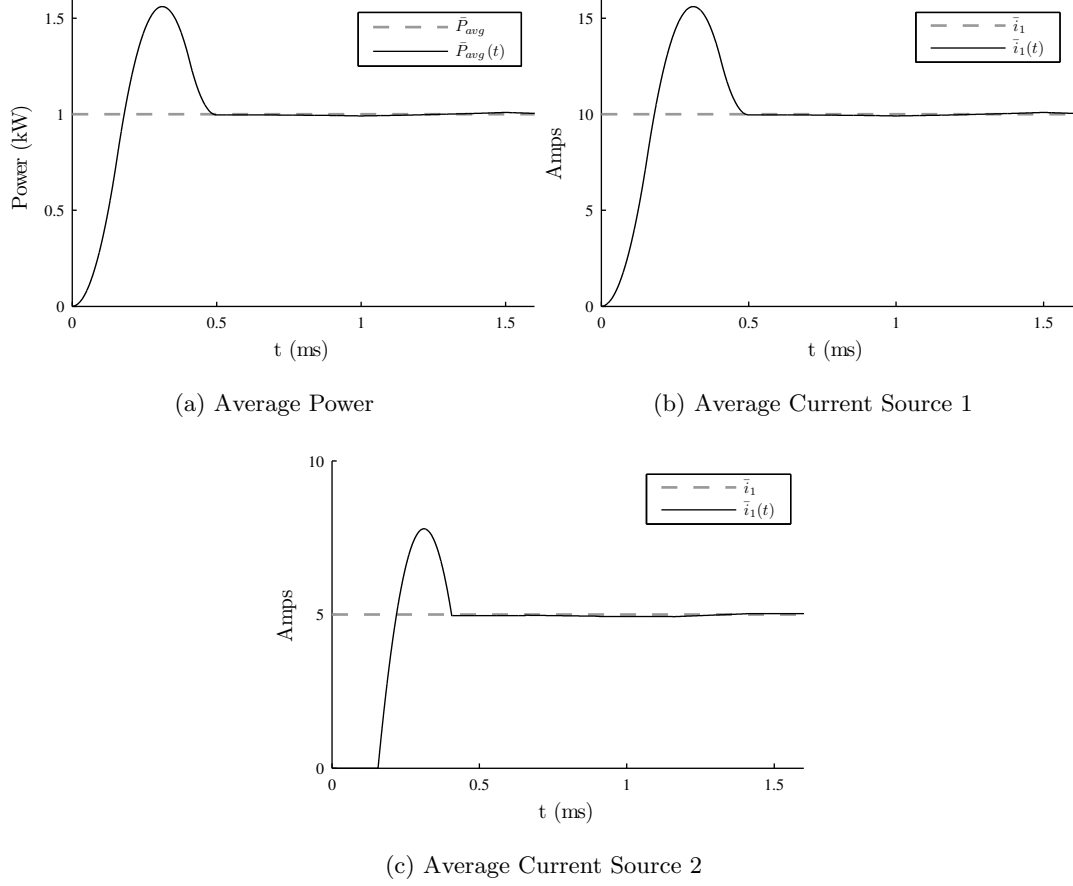 1.5
1
0.5
0
0
0.5
1
1.5
Power (kW)
t (ms)
P̄avg
P̄avg(t)
(a) Average Power
15
10
5
0
0
0.5
1
1.5
Amps
t (ms)
ī1
ī1(t)
(b) Average Current Source 1
10
5
0
0
0.5
1
1.5
Amps
t (ms)
ī1
ī1(t)
(c) Average Current Source 2